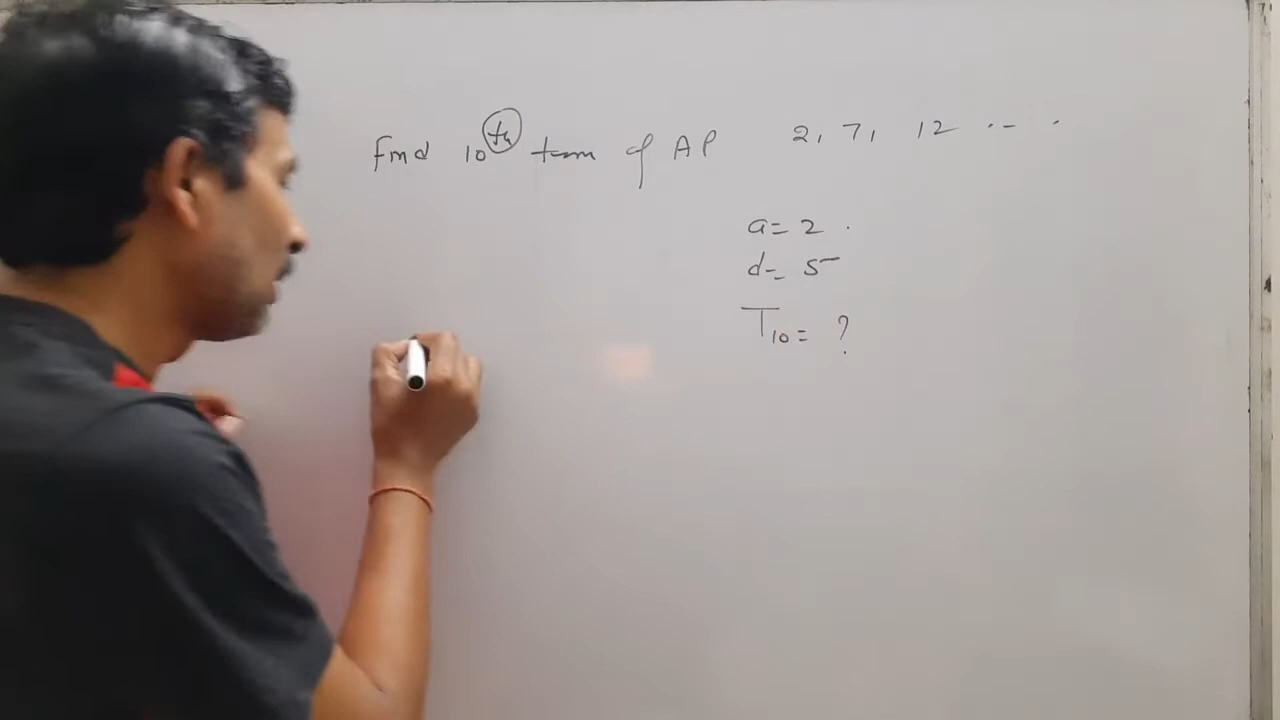 Find 10th term of AP 2, 7, 12 ...
a = 2.
d = 5
T10 = ?